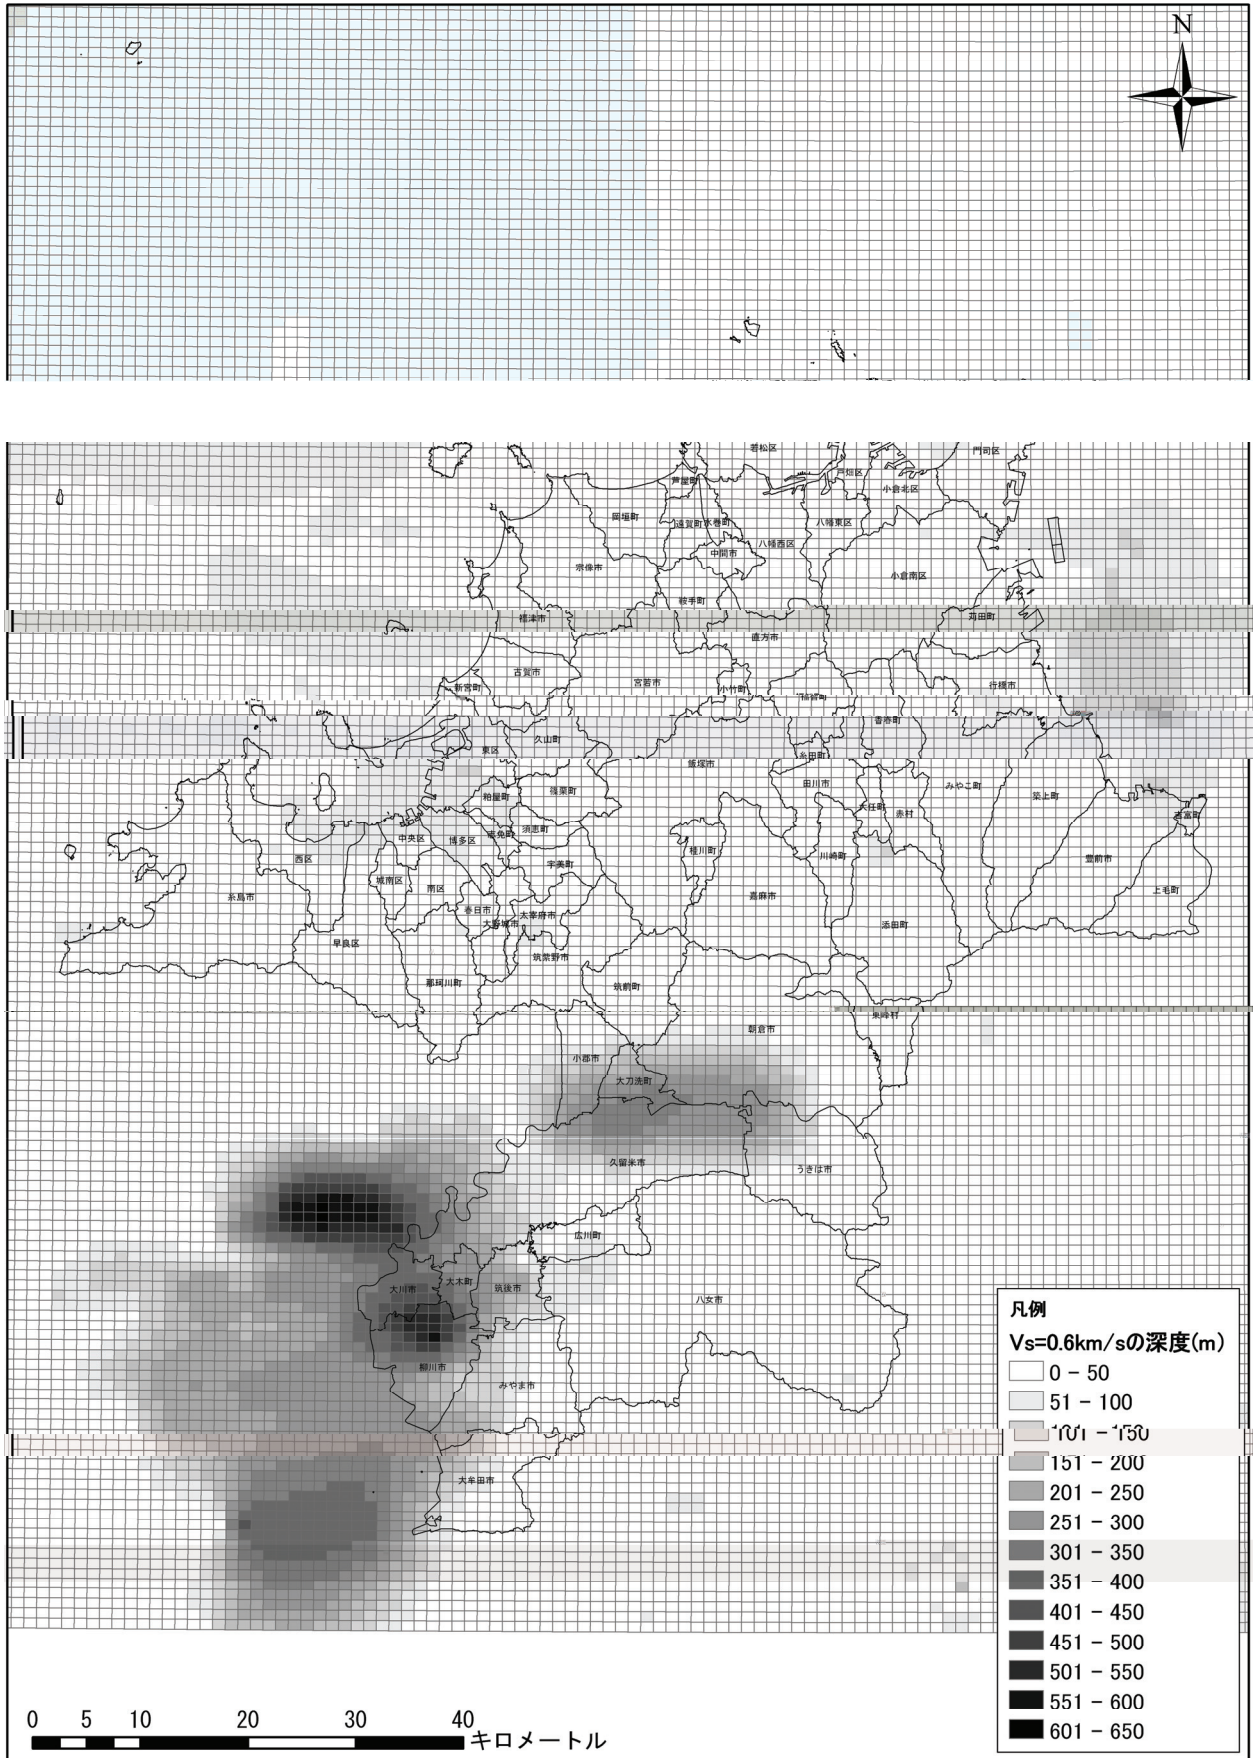 N
若松区
門司区
戸畑区
芦屋町
小倉北区
岡垣町
遠賀町
水巻町
八幡東区
八幡西区
中間市
宗像市
小倉南区
鞍手町
福津市
苅田町
直方市
古賀市
宮若市
新宮町
小竹町
福智町
行橋市
香春町
久山町
東区
糸田町
飯塚市
田川市
みやこ町
篠栗町
粕屋町
築上町
大任町
赤村
吉富町
須恵町
志免町
中央区
博多区
桂川町
川崎町
西区
宇美町
豊前市
城南区
南区
上毛町
糸島市
嘉麻市
春日市
太宰府市
大野城市
添田町
早良区
筑紫野市
那珂川町
筑前町
東峰村
朝倉市
小郡市
大刀洗町
久留米市
うきは市
広川町
大木町
大川市
筑後市
八女市
柳川市
みやま市
大牟田市
凡例
Vs=0.6km/sの深度(m)
0 - 50
51 - 100
101 - 150
151 - 200
201 - 250
251 - 300
301 - 350
351 - 400
401 - 450
451 - 500
501 - 550
551 - 600
601 - 650
0 5 10 20 30 40
キロメートル